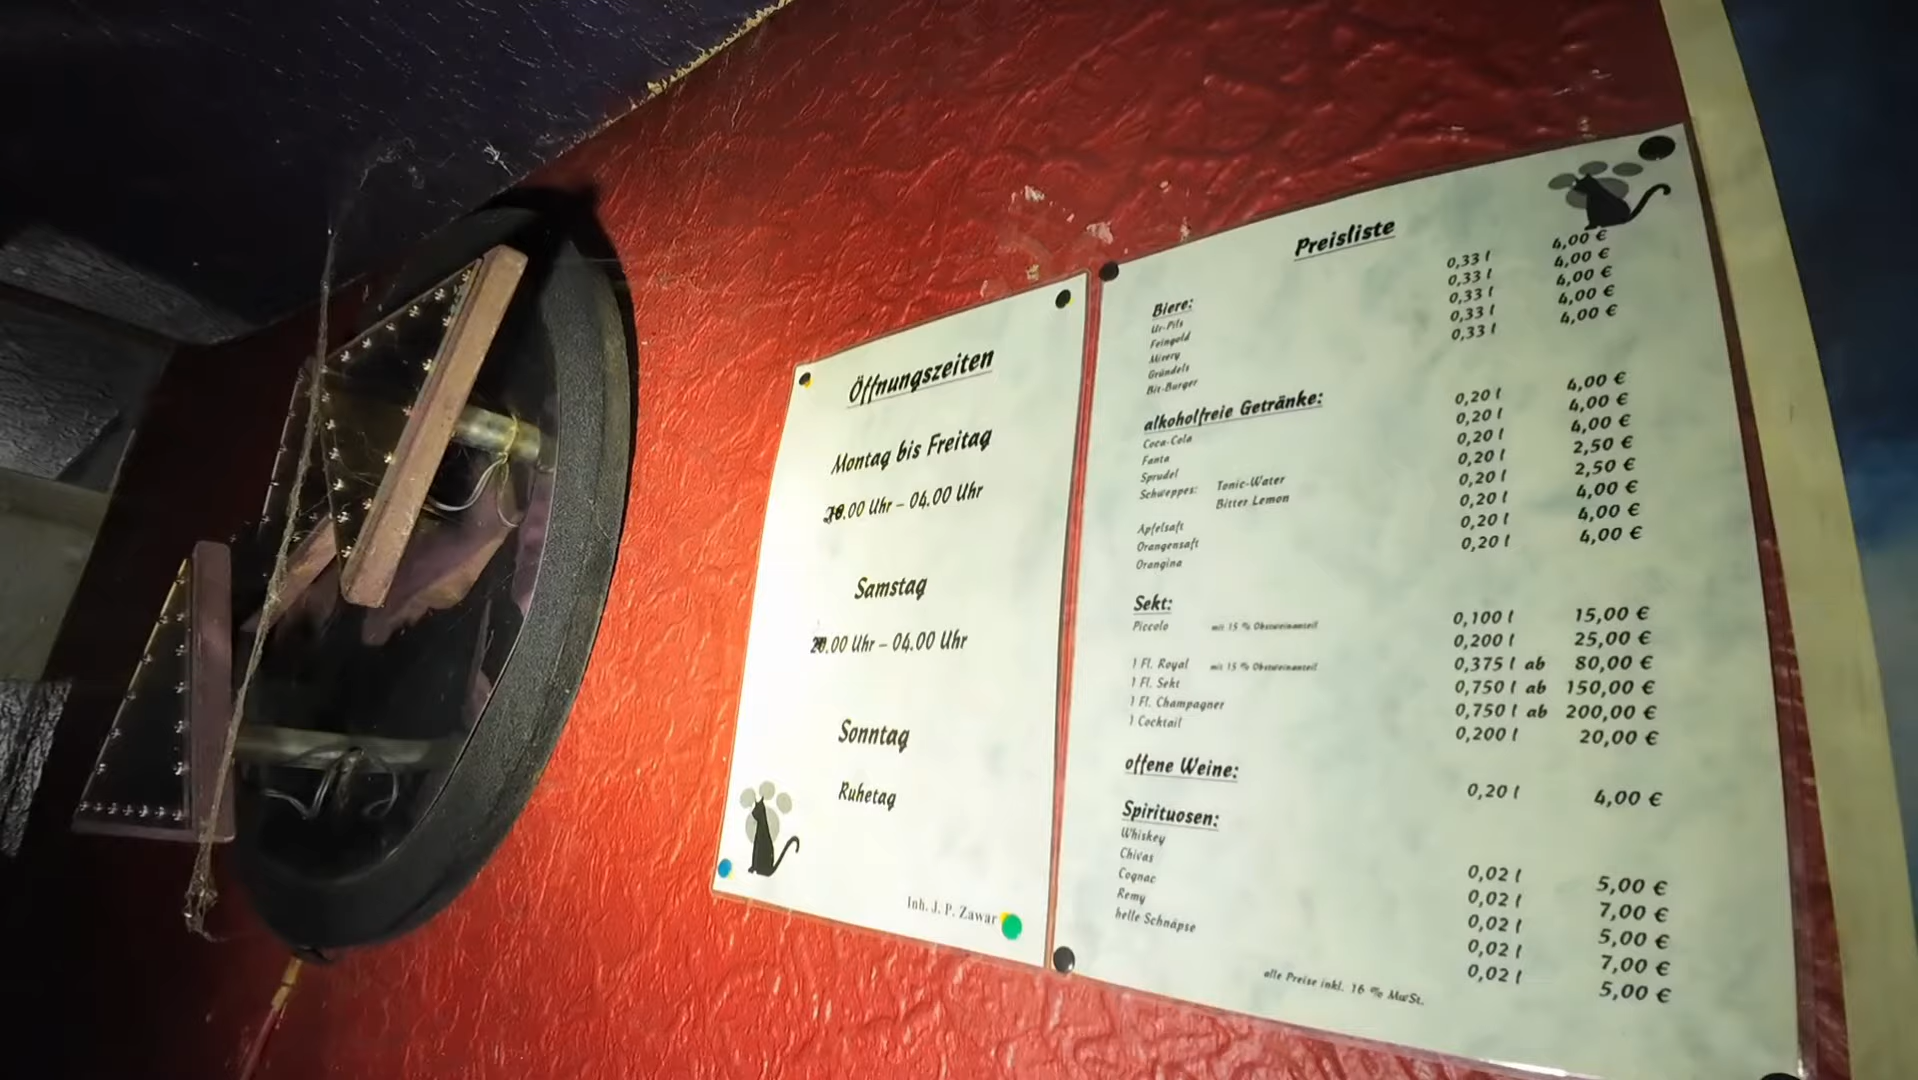 Öffnungszeiten
Montag bis Freitag
.00 Uhr – 04.00 Uhr
Samstag
20.00 Uhr – 04.00 Uhr
Sonntag
Ruhetag
Inh. J. P. Zawar
Preisliste
Biere:
Ur-Pils 0,33 l 4,00 €
Feingold 0,33 l 4,00 €
Mixery 0,33 l 4,00 €
Gründels 0,33 l 4,00 €
Bit-Burger 0,33 l 4,00 €
alkoholfreie Getränke:
Coca-Cola 0,20 l 4,00 €
Fanta 0,20 l 4,00 €
Sprudel 0,20 l 4,00 €
Schweppes: Tonic-Water 0,20 l 2,50 €
Bitter Lemon 0,20 l 2,50 €
Apfelsaft 0,20 l 4,00 €
Orangensaft 0,20 l 4,00 €
Orangina 0,20 l 4,00 €
Sekt:
Piccolo mit 15 % Obstweinanteil 0,100 l 15,00 €
0,200 l 25,00 €
1 Fl. Royal mit 15 % Obstweinanteil 0,375 l ab 80,00 €
1 Fl. Sekt 0,750 l ab 150,00 €
1 Fl. Champagner 0,750 l ab 200,00 €
1 Cocktail 0,200 l 20,00 €
offene Weine: 0,20 l 4,00 €
Spirituosen:
Whiskey 0,02 l 5,00 €
Chivas 0,02 l 7,00 €
Cognac 0,02 l 5,00 €
Remy 0,02 l 7,00 €
helle Schnäpse 0,02 l 5,00 €
alle Preise inkl. 16 % MwSt.